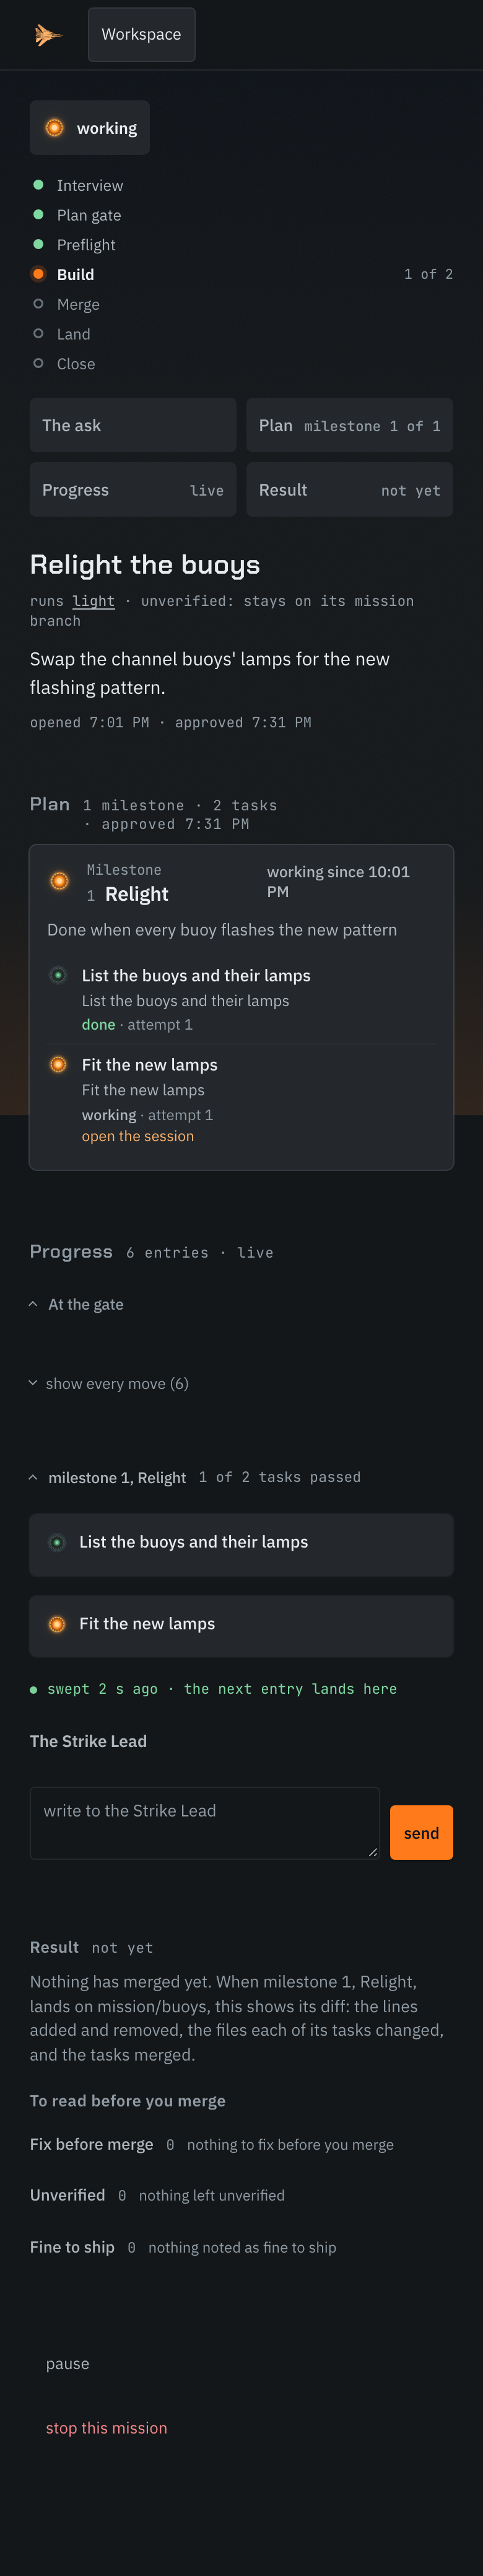 Workspace
working
Interview
Plan gate
Preflight
Build 1 of 2
Merge
Land
Close
The ask
Plan milestone 1 of 1
Progress live
Result not yet
Relight the buoys
runs light · unverified: stays on its mission
branch
Swap the channel buoys' lamps for the new
flashing pattern.
opened 7:01 PM · approved 7:31 PM
Plan 1 milestone · 2 tasks
· approved 7:31 PM
Milestone
1 Relight
working since 10:01
PM
Done when every buoy flashes the new pattern
List the buoys and their lamps
List the buoys and their lamps
done · attempt 1
Fit the new lamps
Fit the new lamps
working · attempt 1
open the session
Progress 6 entries · live
At the gate
show every move (6)
milestone 1, Relight 1 of 2 tasks passed
List the buoys and their lamps
Fit the new lamps
swept 2 s ago · the next entry lands here
The Strike Lead
write to the Strike Lead
send
Result not yet
Nothing has merged yet. When milestone 1, Relight,
lands on mission/buoys, this shows its diff: the lines
added and removed, the files each of its tasks changed,
and the tasks merged.
To read before you merge
Fix before merge 0 nothing to fix before you merge
Unverified 0 nothing left unverified
Fine to ship 0 nothing noted as fine to ship
pause
stop this mission